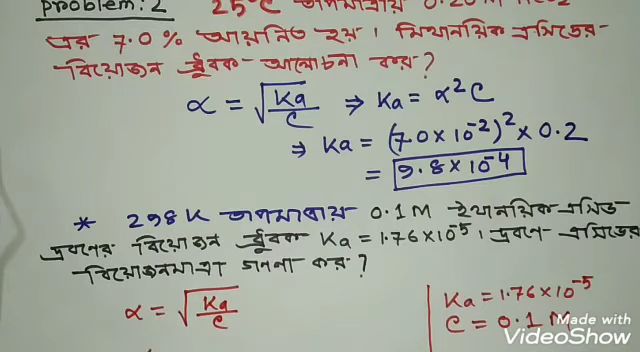 Problem: 2 25°C তাপমাত্রায় 0.20 M
এর 7.0% আয়নিত হয়। মিথানয়িক এসিডের
বিয়োজন ধ্রুবক আলোচনা কর?
α = √(Ka/C) ⇒ Ka = α²C
⇒ Ka = (7.0 × 10⁻²)² × 0.2
= 9.8 × 10⁻⁴
* 298K তাপমাত্রায় 0.1 M ইথানয়িক এসিড
দ্রবণের বিয়োজন ধ্রুবক Ka = 1.76 × 10⁻⁵। দ্রবণে এসিডের
বিয়োজনমাত্রা গননা কর?
α = √(Ka/C) Ka = 1.76 × 10⁻⁵
C = 0.1 M
Made with
VideoShow